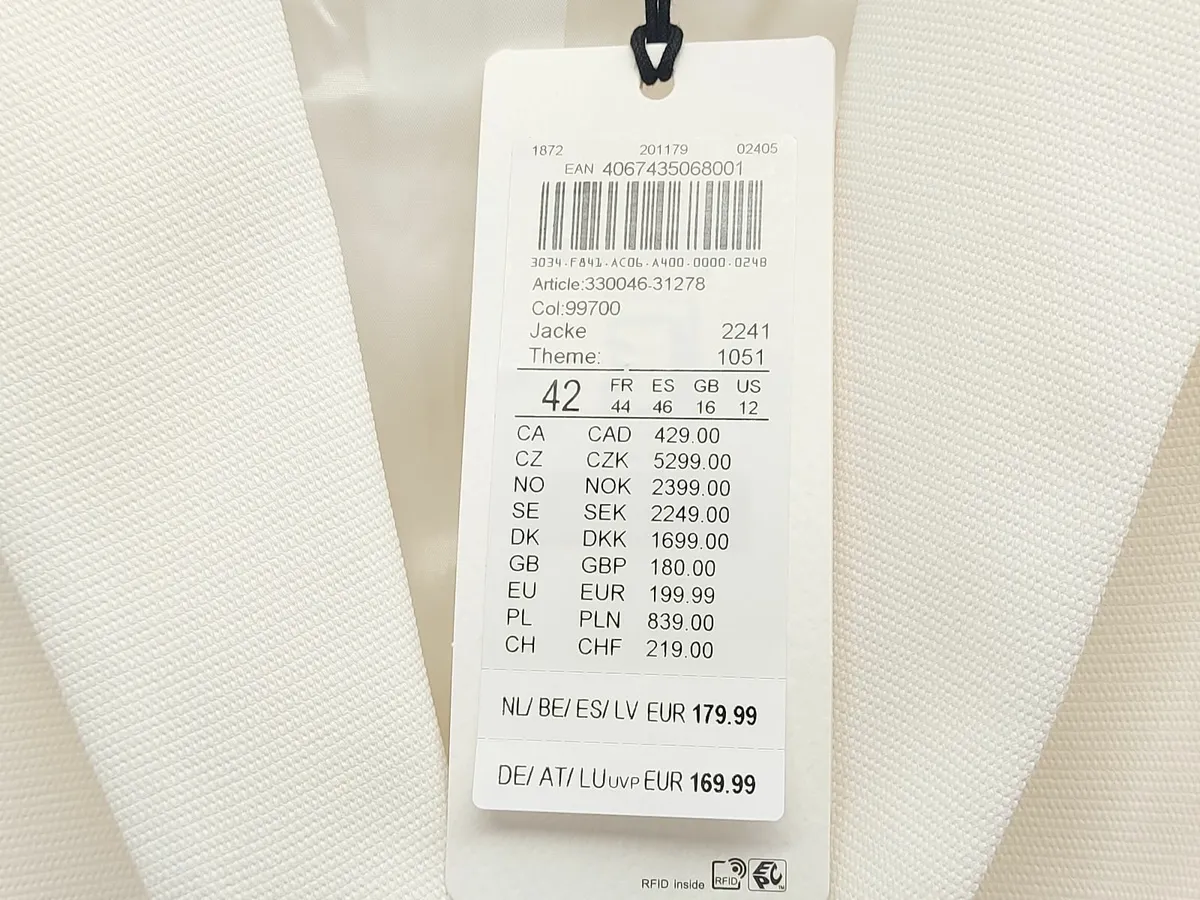 1872 201179 02405
EAN 4067435068001
3034-F841-AC06-A400-0000-0248
Article:330046-31278
Col:99700
Jacke 2241
Theme: 1051
42 FR ES GB US
44 46 16 12
CA CAD 429.00
CZ CZK 5299.00
NO NOK 2399.00
SE SEK 2249.00
DK DKK 1699.00
GB GBP 180.00
EU EUR 199.99
PL PLN 839.00
CH CHF 219.00
NL/ BE/ ES/ LV EUR 179.99
DE/ AT/ LU UVP EUR 169.99
RFID inside RFID EPC TM